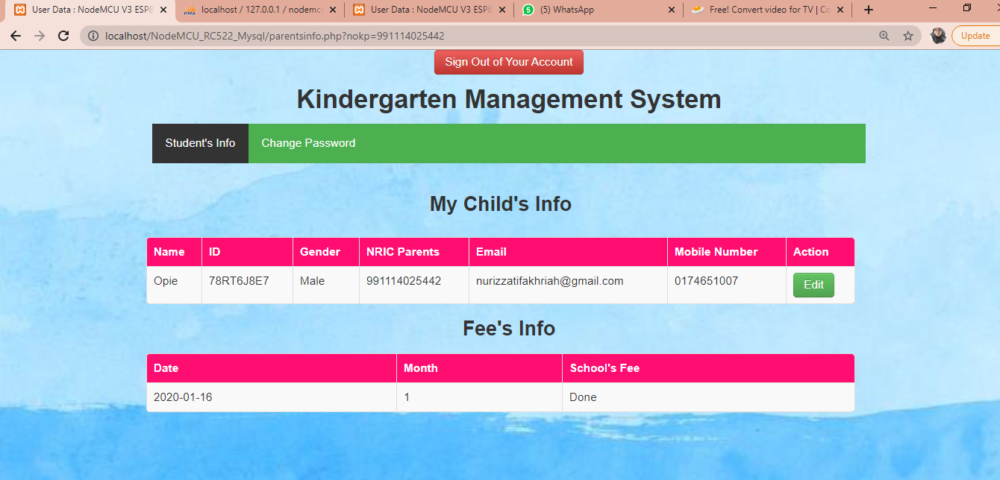 User Data : NodeMCU V3 ESP8
localhost / 127.0.0.1 / nodemcu
User Data : NodeMCU V3 ESP8
(5) WhatsApp
Free! Convert video for TV | Co
localhost/NodeMCU_RC522_Mysql/parentsinfo.php?nokp=991114025442
Update
Sign Out of Your Account
Kindergarten Management System
Student's Info Change Password
My Child's Info
Name ID Gender NRIC Parents Email Mobile Number Action
Opie 78RT6J8E7 Male 991114025442 nurizzatifakhriah@gmail.com 0174651007 Edit
Fee's Info
Date Month School's Fee
2020-01-16 1 Done